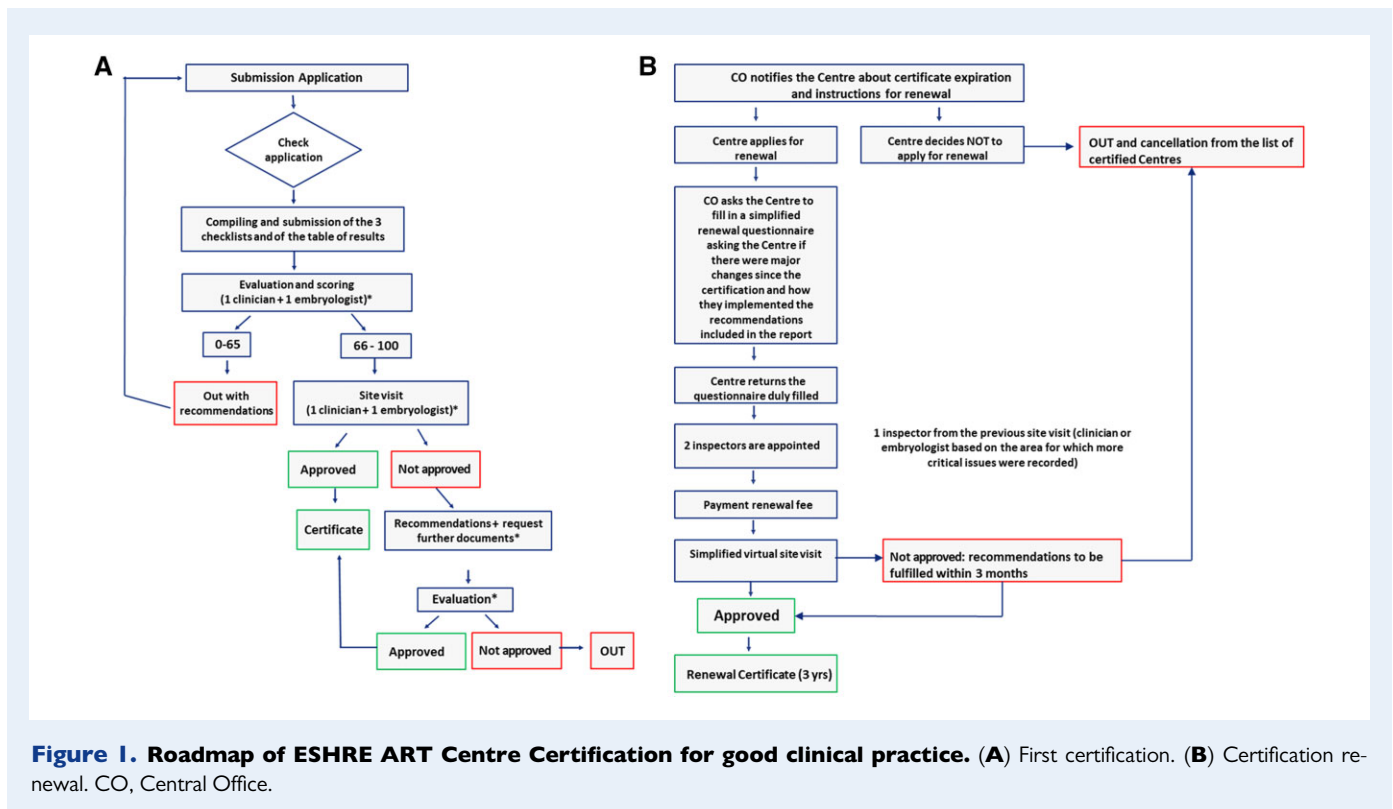 A
Submission Application
Check
application
Compiling and submission of the 3
checklists and of the table of results
Evaluation and scoring
(1 clinician + 1 embryologist)*
0-65
66 - 100
Out with
recommendations
Site visit
(1 clinician + 1 embryologist)*
Approved
Not approved
Certificate
Recommendations + request
further documents*
Evaluation*
Approved
Not approved
OUT
B
CO notifies the Centre about certificate expiration
and instructions for renewal
Centre applies for
renewal
Centre decides NOT to
apply for renewal
OUT and cancellation from the list of
certified Centres
CO asks the Centre to
fill in a simplified
renewal questionnaire
asking the Centre if
there were major
changes since the
certification and how
they implemented the
recommendations
included in the report
Centre returns the
questionnaire duly filled
2 inspectors are appointed
1 inspector from the previous site visit (clinician or
embryologist based on the area for which more
critical issues were recorded)
Payment renewal fee
Simplified virtual site visit
Not approved: recommendations to be
fulfilled within 3 months
Approved
Renewal Certificate (3 yrs)
Figure 1. Roadmap of ESHRE ART Centre Certification for good clinical practice. (A) First certification. (B) Certification re-
newal. CO, Central Office.